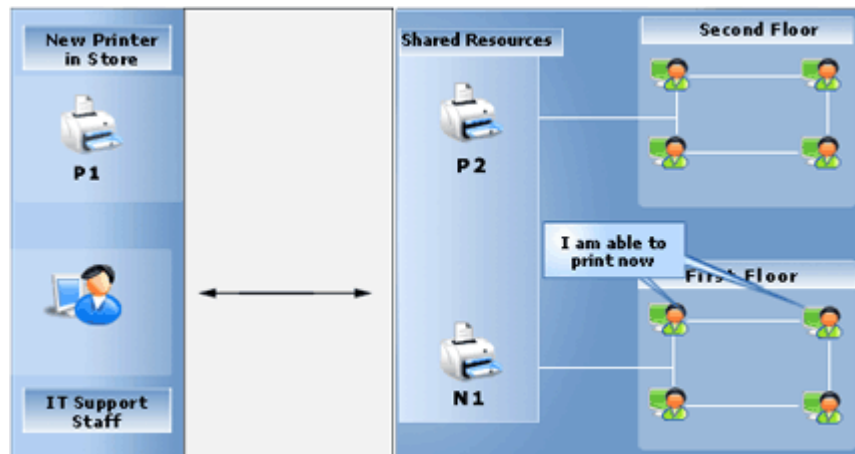 New Printer
in Store
P1
IT Support
Staff
Shared Resources
P2
N1
Second Floor
I am able to
print now
First Floor